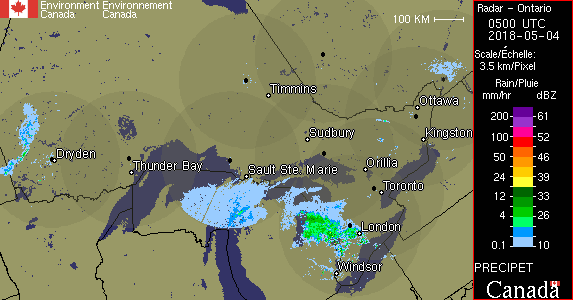 Environment Environnement
Canada Canada
100 KM
Timmins
Ottawa
Sudbury
Kingston
Dryden
Thunder Bay
Sault Ste. Marie
Orillia
Toronto
London
Windsor
Radar - Ontario
0500 UTC
2018-05-04
Scale/Échelle:
3.5 km/Pixel
Rain/Pluie
mm/hr dBZ
200 61
100 52
50 46
24 39
12 33
4 26
0.1 10
PRECIPET
Canada